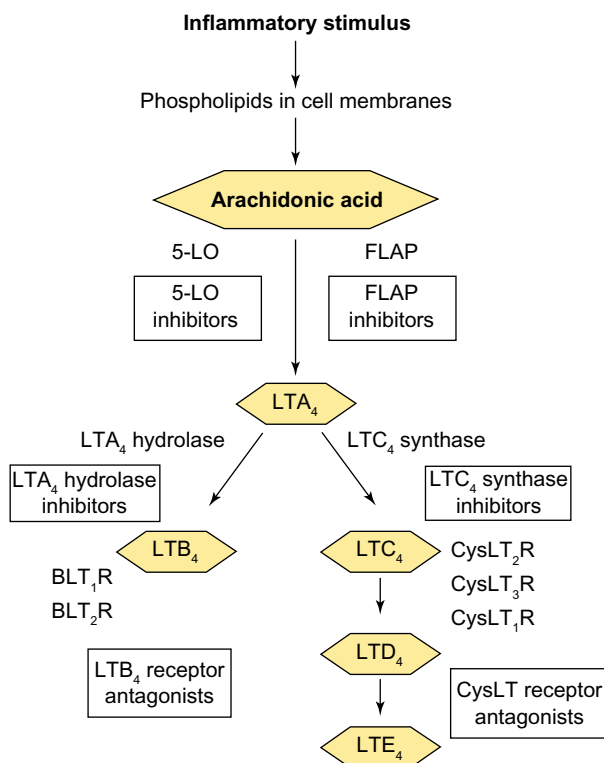 Inflammatory stimulus
Phospholipids in cell membranes
Arachidonic acid
5-LO
FLAP
5-LO
inhibitors
FLAP
inhibitors
LTA₄
LTA₄ hydrolase
LTC₄ synthase
LTA₄ hydrolase
inhibitors
LTC₄ synthase
inhibitors
LTB₄
BLT₁R
BLT₂R
LTC₄
CysLT₂R
CysLT₃R
CysLT₁R
LTD₄
LTB₄ receptor
antagonists
CysLT receptor
antagonists
LTE₄